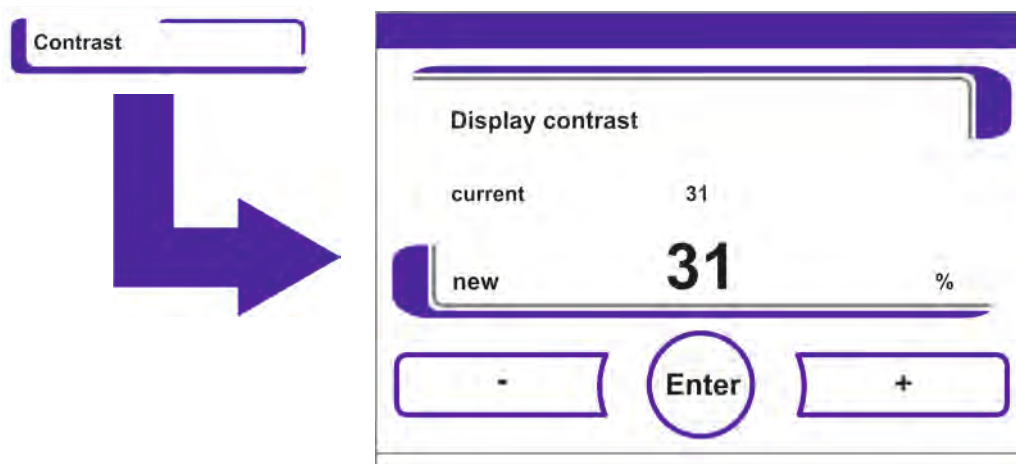 Contrast
Display contrast
current 31
new 31 %
- Enter +